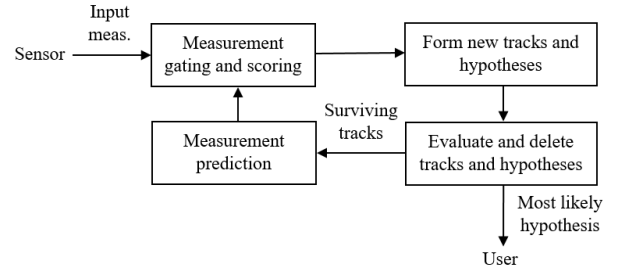 Input
meas.
Sensor
Measurement
gating and scoring
Form new tracks and
hypotheses
Surviving
tracks
Measurement
prediction
Evaluate and delete
tracks and hypotheses
Most likely
hypothesis
User